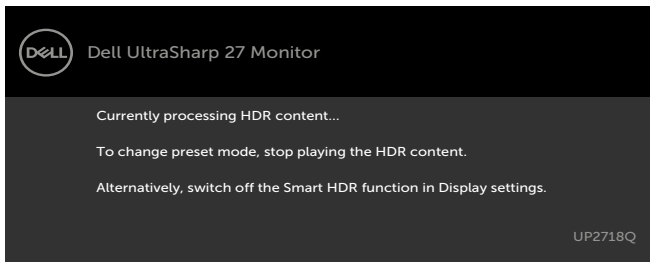 DELL
Dell UltraSharp 27 Monitor
Currently processing HDR content...
To change preset mode, stop playing the HDR content.
Alternatively, switch off the Smart HDR function in Display settings.
UP2718Q